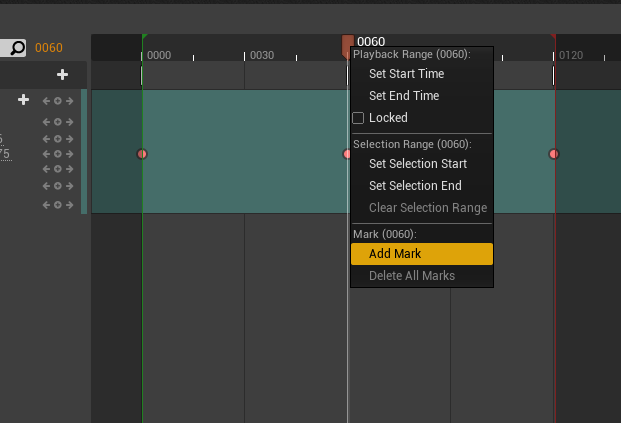 0060
0060
0000
0030
0120
Playback Range (0060):
Set Start Time
Set End Time
Locked
Selection Range (0060):
Set Selection Start
Set Selection End
Clear Selection Range
Mark (0060):
Add Mark
Delete All Marks
75